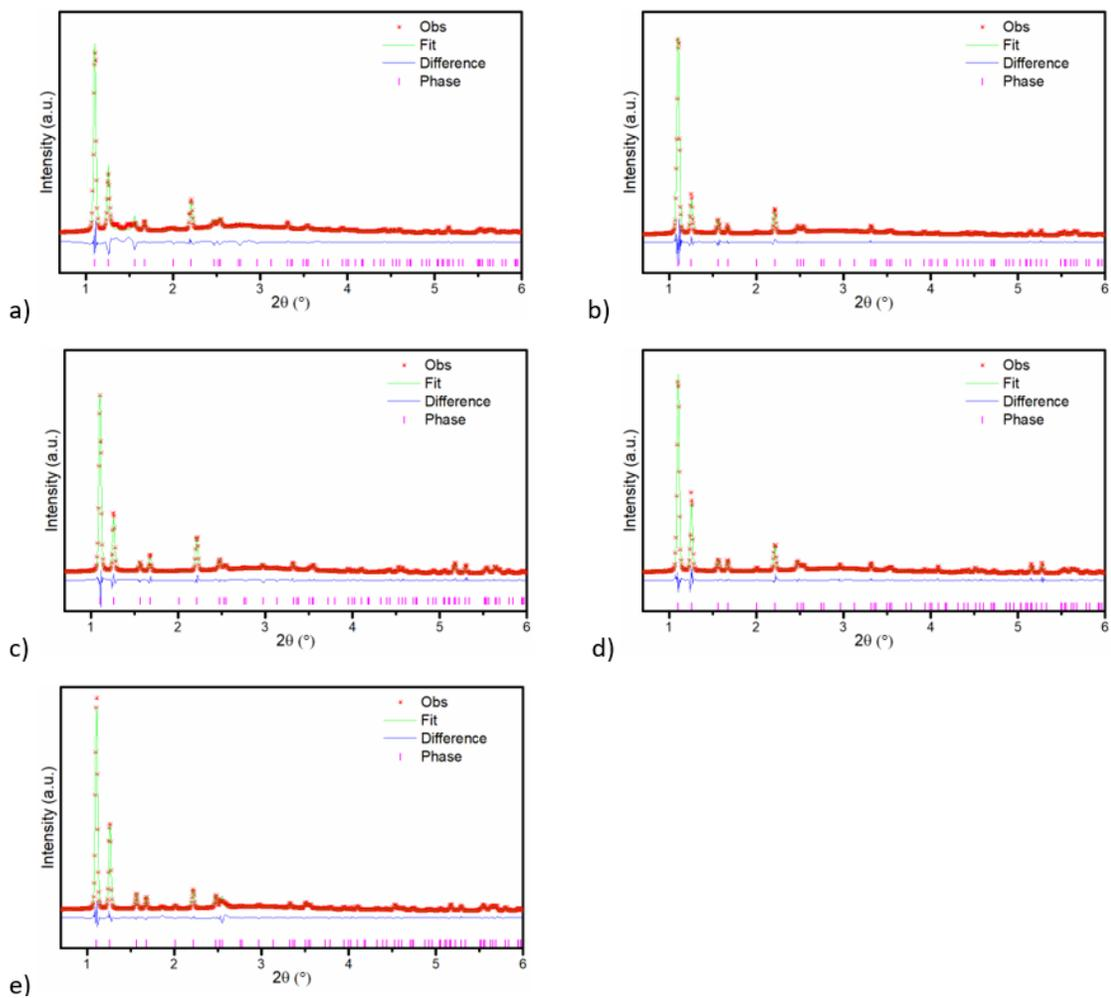 Obs
Fit
Difference
Phase
Intensity (a.u.)
1 2 3 4 5 6
2θ (°)
a)
Obs
Fit
Difference
Phase
Intensity (a.u.)
1 2 3 4 5 6
2θ (°)
b)
Obs
Fit
Difference
Phase
Intensity (a.u.)
1 2 3 4 5 6
2θ (°)
c)
Obs
Fit
Difference
Phase
Intensity (a.u.)
1 2 3 4 5 6
2θ (°)
d)
Obs
Fit
Difference
Phase
Intensity (a.u.)
1 2 3 4 5 6
2θ (°)
e)